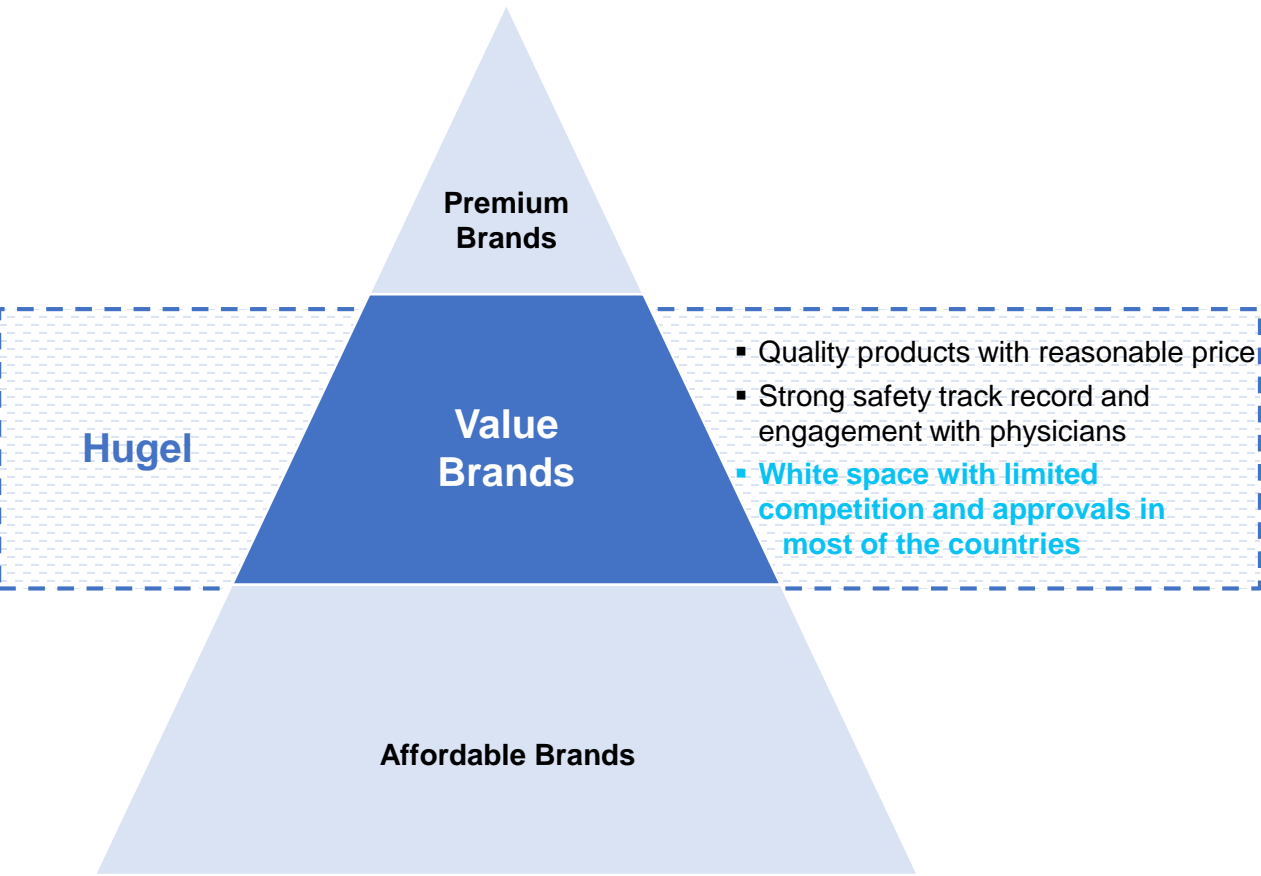 Premium
Brands
Hugel
Value
Brands
▪ Quality products with reasonable price
▪ Strong safety track record and
engagement with physicians
▪ White space with limited
competition and approvals in
most of the countries
Affordable Brands